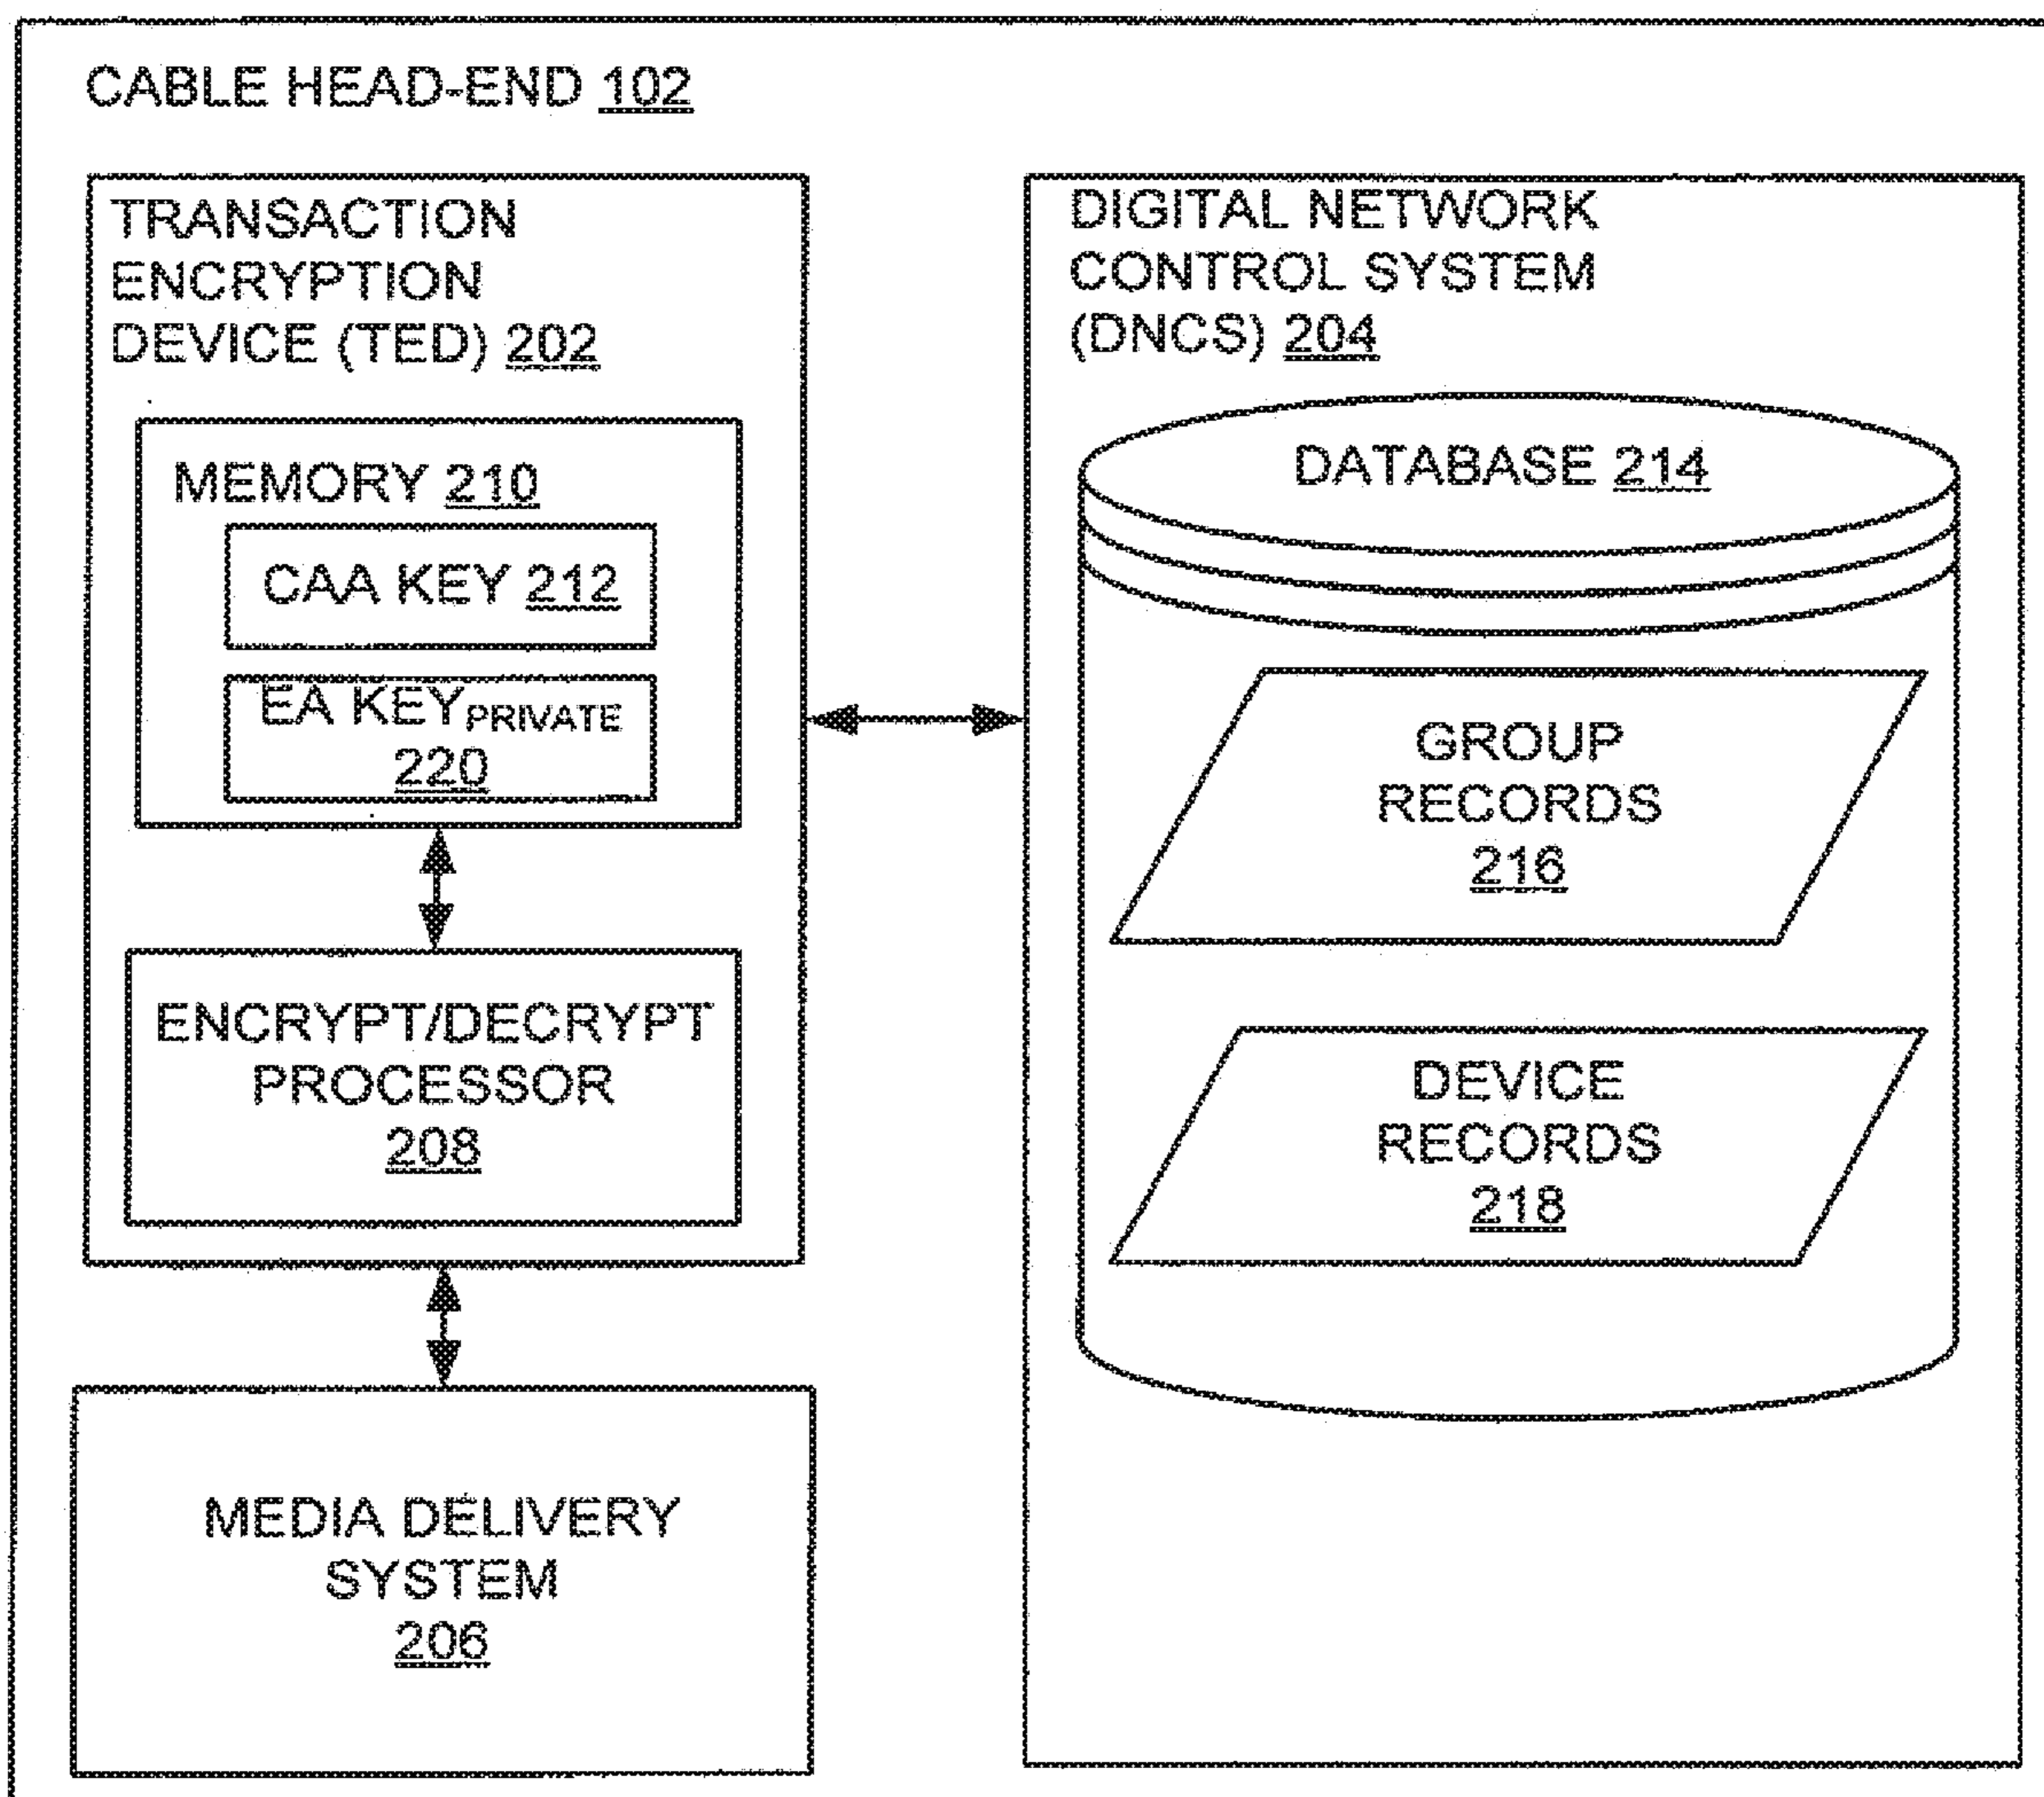 CABLE HEAD-END 102
TRANSACTION
ENCRYPTION
DEVICE (TED) 202
MEMORY 210
CAA KEY 212
EA KEYPRIVATE
220
ENCRYPT/DECRYPT
PROCESSOR
208
MEDIA DELIVERY
SYSTEM
206
DIGITAL NETWORK
CONTROL SYSTEM
(DNCS) 204
DATABASE 214
GROUP
RECORDS
216
DEVICE
RECORDS
218